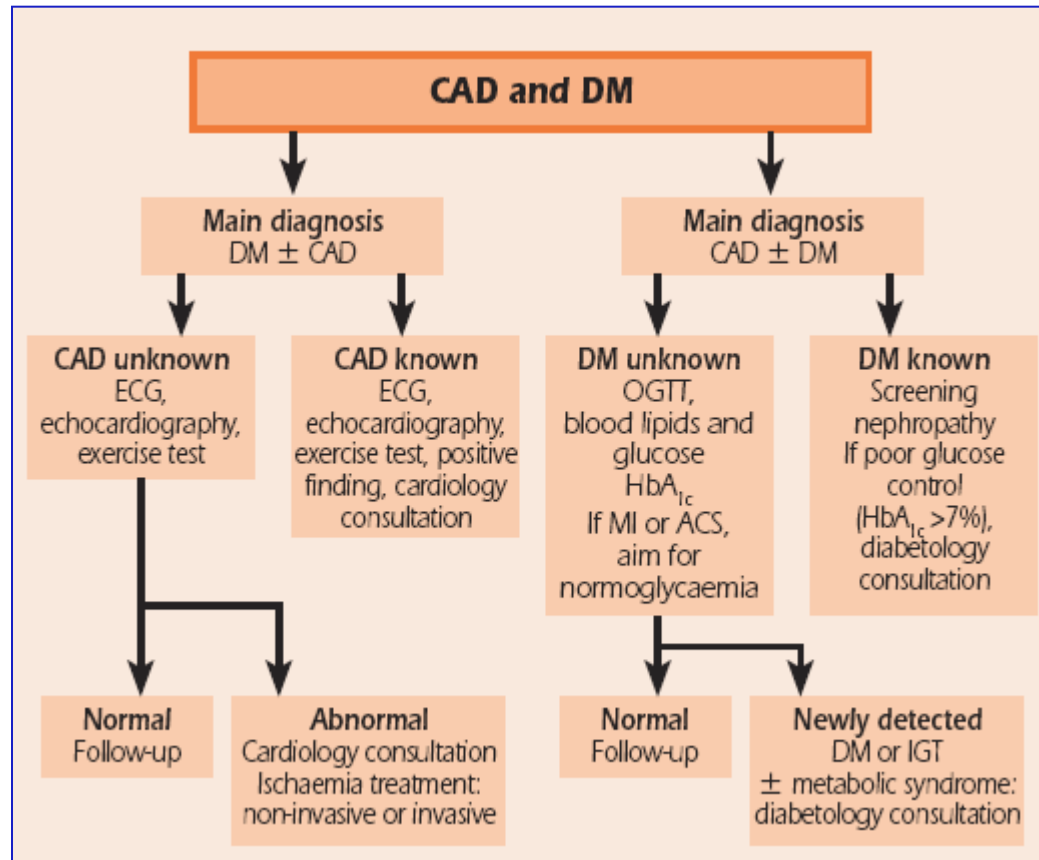 CAD and DM
Main diagnosis
DM ± CAD
Main diagnosis
CAD ± DM
CAD unknown
ECG,
echocardiography,
exercise test
CAD known
ECG,
echocardiography,
exercise test, positive
finding, cardiology
consultation
DM unknown
OGTT,
blood lipids and
glucose
HbA1c
If MI or ACS,
aim for
normoglycaemia
DM known
Screening
nephropathy
If poor glucose
control
(HbA1c >7%),
diabetology
consultation
Normal
Follow-up
Abnormal
Cardiology consultation
Ischaemia treatment:
non-invasive or invasive
Normal
Follow-up
Newly detected
DM or IGT
± metabolic syndrome:
diabetology consultation